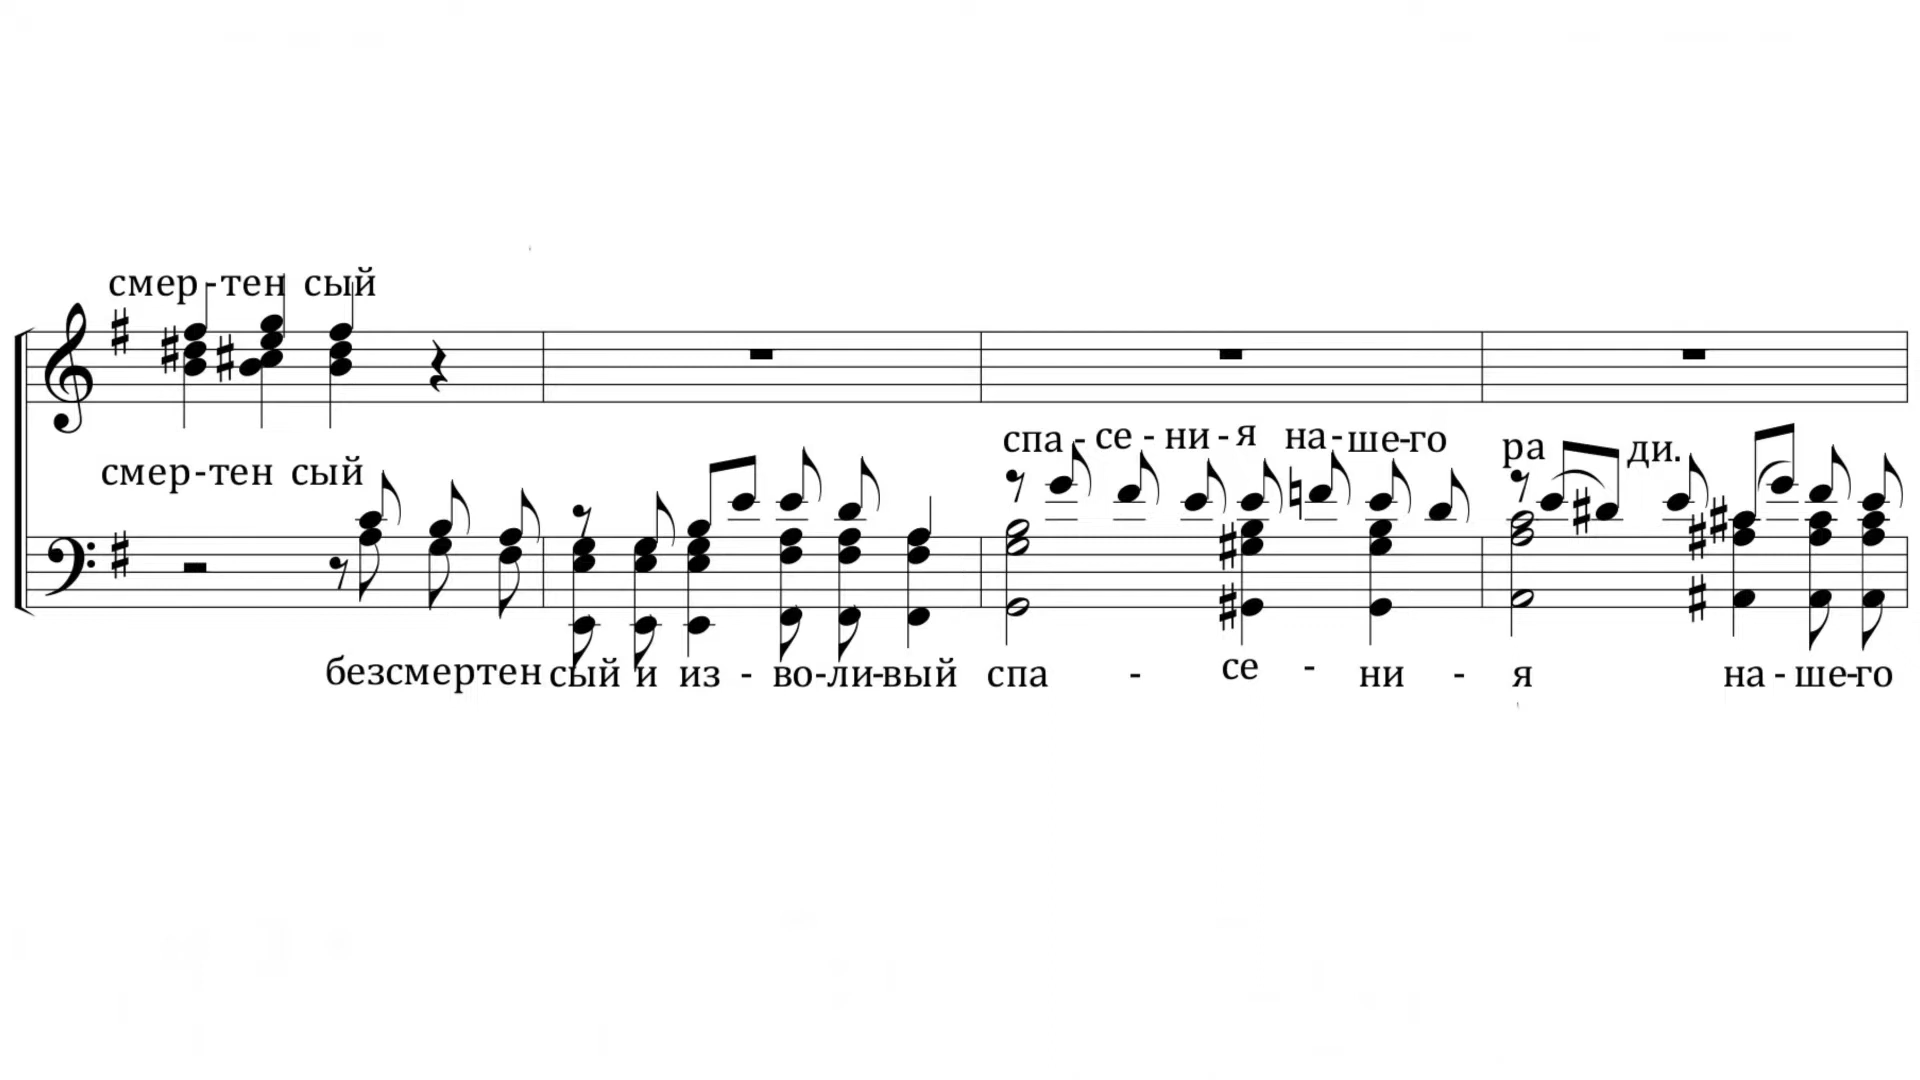 смер-тен сый
спа - се - ни - я на-ше-го ра ди.
смер-тен сый
безсмертен сый и из - во-ли-вый спа - се - ни - я на - ше-го